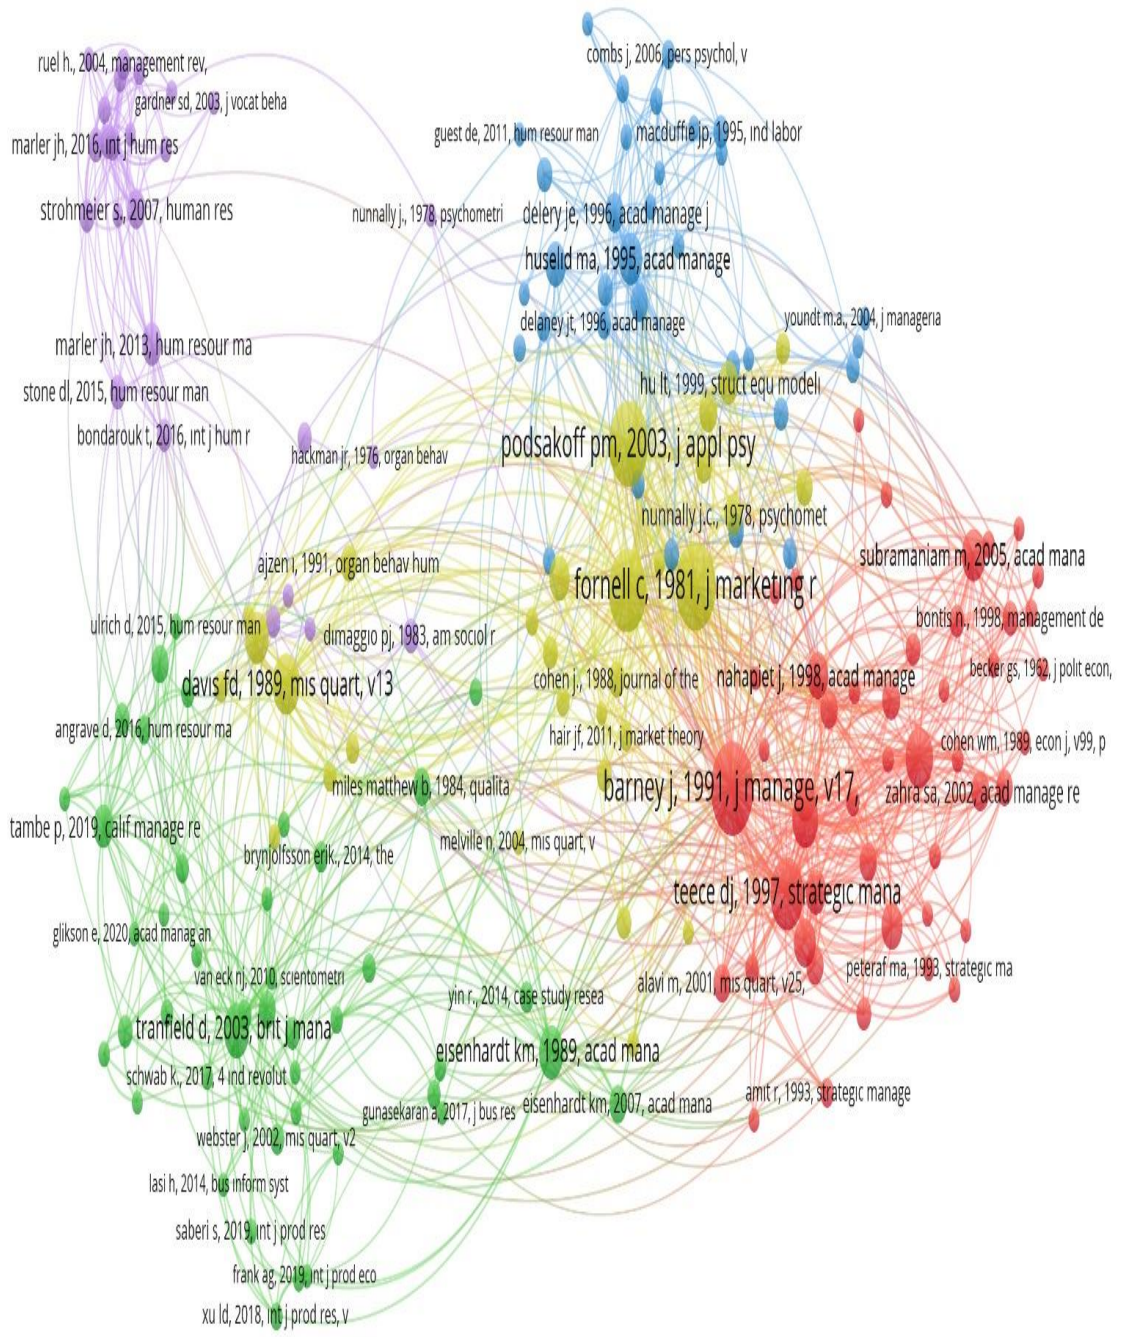 combs j, 2006, pers psychol, v
ruel h., 2004, management rev,
gardner sd, 2003, j vocat beha
guest de, 2011, hum resour man
macduffie jp, 1995, ind labor
marler jh, 2016, int j hum res
strohmeier s., 2007, human res
nunnally j., 1978, psychometri
delery je, 1996, acad manage j
huselid ma, 1995, acad manage
delaney jt, 1996, acad manage
youndt m.a., 2004, j manageria
marler jh, 2013, hum resour ma
hu lt, 1999, struct equ modeli
stone dl, 2015, hum resour man
bondarouk t, 2016, int j hum r
podsakoff pm, 2003, j appl psy
hackman jr, 1976, organ behav
nunnally j.c., 1978, psychomet
subramaniam m, 2005, acad mana
ajzen i, 1991, organ behav hum
fornell c, 1981, j marketing r
bontis n., 1998, management de
ulrich d, 2015, hum resour man
dimaggio pj, 1983, am sociol r
becker gs, 1962, j polit econ,
davis fd, 1989, mis quart, v13
cohen j., 1988, journal of the
nahapiet j, 1998, acad manage
angrave d, 2016, hum resour ma
hair jf, 2011, j market theory
cohen wm, 1989, econ j, v99, p
miles matthew b, 1984, qualita
barney j, 1991, j manage, v17,
zahra sa, 2002, acad manage re
tambe p, 2019, calif manage re
melville n, 2004, mis quart, v
brynjolfsson erik., 2014, the
teece dj, 1997, strategic mana
glikson e, 2020, acad manag an
van eck nj, 2010, scientometri
peteraf ma, 1993, strategic ma
alavi m, 2001, mis quart, v25,
yin r., 2014, case study resea
tranfield d, 2003, brit j mana
eisenhardt km, 1989, acad mana
schwab k., 2017, 4 ind revolut
amit r, 1993, strategic manage
gunasekaran a, 2017, j bus res
eisenhardt km, 2007, acad mana
webster j, 2002, mis quart, v2
lasi h, 2014, bus inform syst
saberi s, 2019, int j prod res
frank ag, 2019, int j prod eco
xu ld, 2018, int j prod res, v